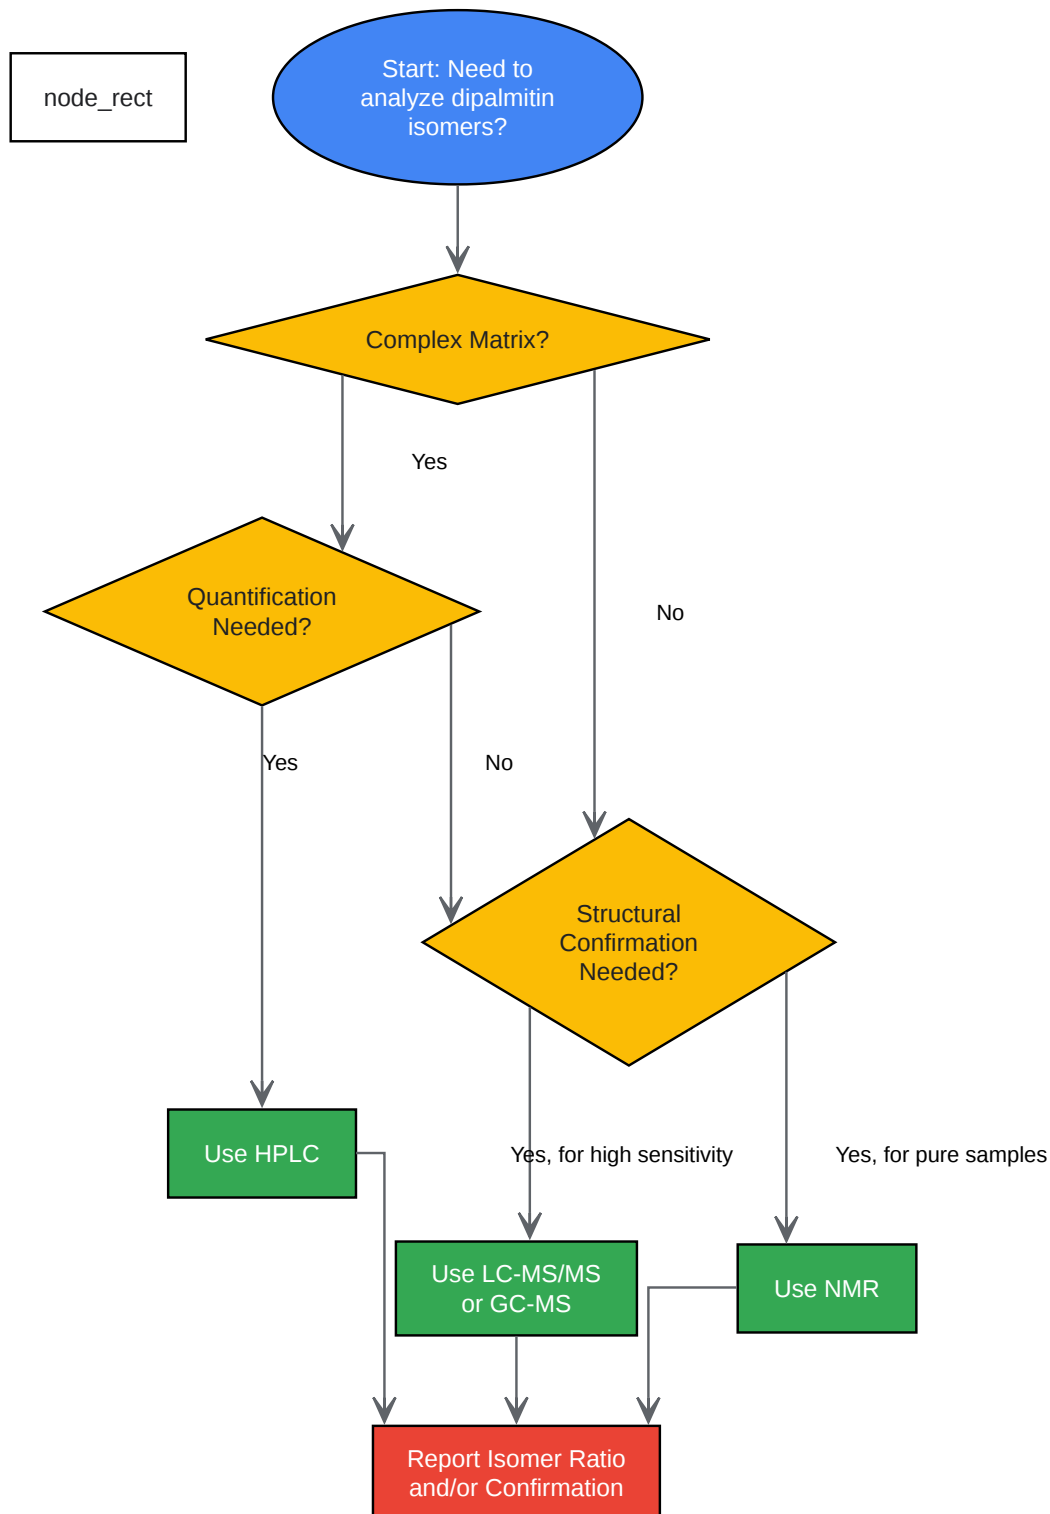 node_rect
Start: Need to
analyze dipalmitin
isomers?
Complex Matrix?
Yes
No
Quantification
Needed?
Yes
No
Structural
Confirmation
Needed?
Use HPLC
Yes, for high sensitivity
Yes, for pure samples
Use LC-MS/MS
or GC-MS
Use NMR
Report Isomer Ratio
and/or Confirmation